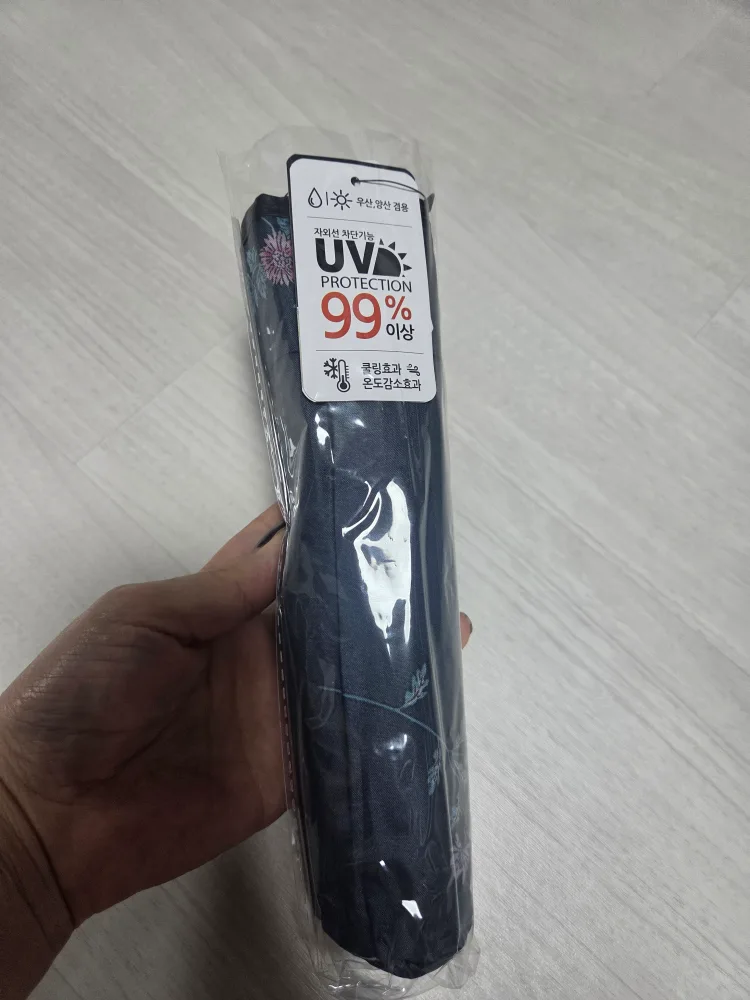 우산.양산 겸용
자외선 차단기능
UV
PROTECTION
99% 이상
쿨링효과
온도감소효과